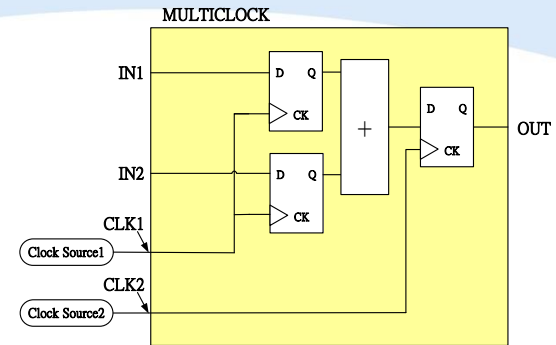 MULTICLOCK
IN1
D Q
CK
+
D Q
CK
OUT
IN2
D Q
CK
CLK1
Clock Source1
CLK2
Clock Source2